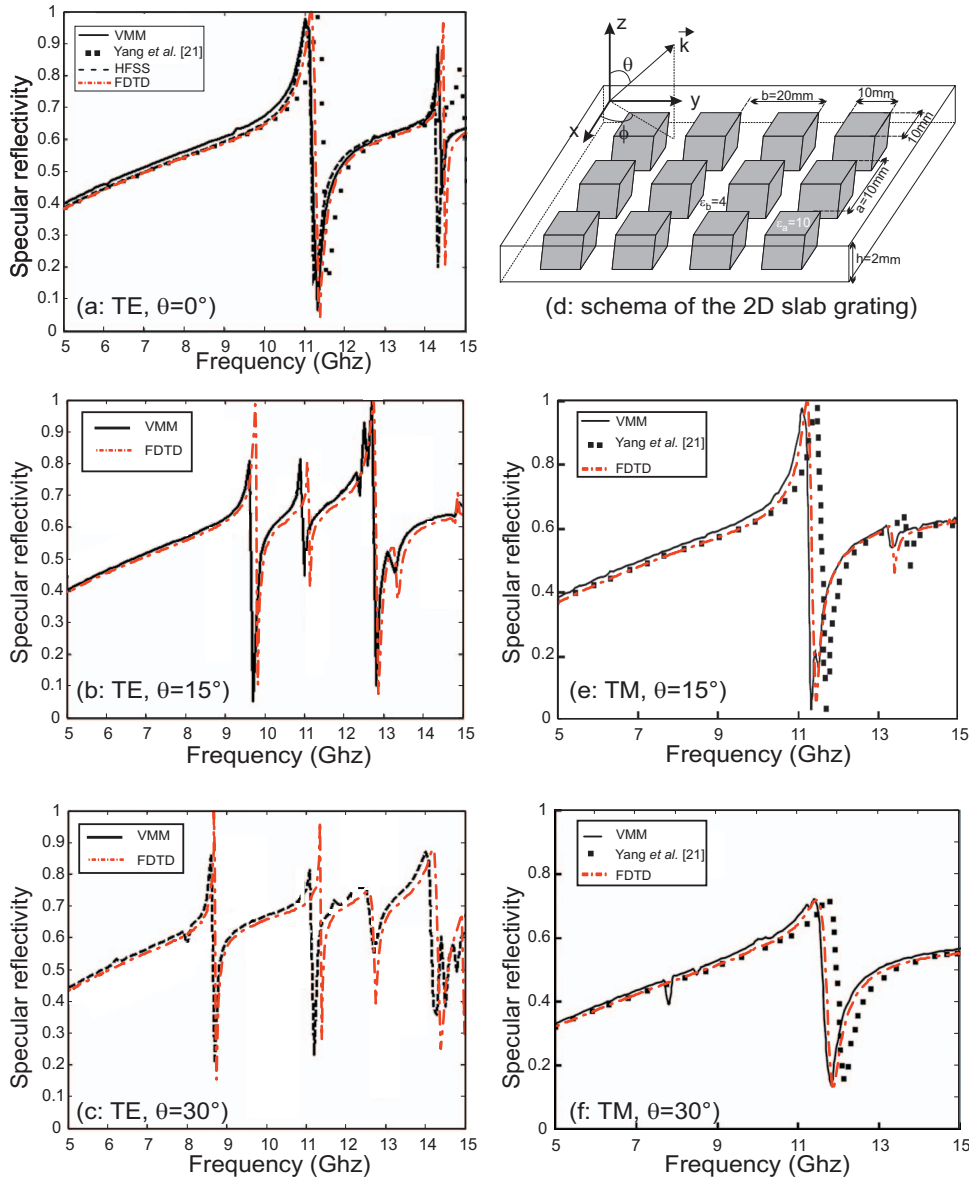 VMM
Yang et al. [21]
HFSS
FDTD
Specular reflectivity
1
0.9
0.8
0.7
0.6
0.5
0.4
0.3
0.2
0.1
0
(a: TE, θ=0°)
5 6 7 8 9 10 11 12 13 14 15
Frequency (Ghz)
z
k
θ
y
x
ϕ
b=20mm
10mm
10mm
a=10mm
εb=4
εa=10
h=2mm
(d: schema of the 2D slab grating)
VMM
FDTD
Specular reflectivity
1
0.9
0.8
0.7
0.6
0.5
0.4
0.3
0.2
0.1
0
(b: TE, θ=15°)
5 6 7 8 9 10 11 12 13 14 15
Frequency (Ghz)
VMM
Yang et al. [21]
FDTD
Specular reflectivity
1
0.8
0.6
0.4
0.2
0
(e: TM, θ=15°)
5 7 9 11 13 15
Frequency (Ghz)
VMM
FDTD
Specular reflectivity
1
0.9
0.8
0.7
0.6
0.5
0.4
0.3
0.2
0.1
0
(c: TE, θ=30°)
5 6 7 8 9 10 11 12 13 14 15
Frequency (Ghz)
VMM
Yang et al. [21]
FDTD
Specular reflectivity
1
0.8
0.6
0.4
0.2
0
(f: TM, θ=30°)
5 7 9 11 13 15
Frequency (Ghz)